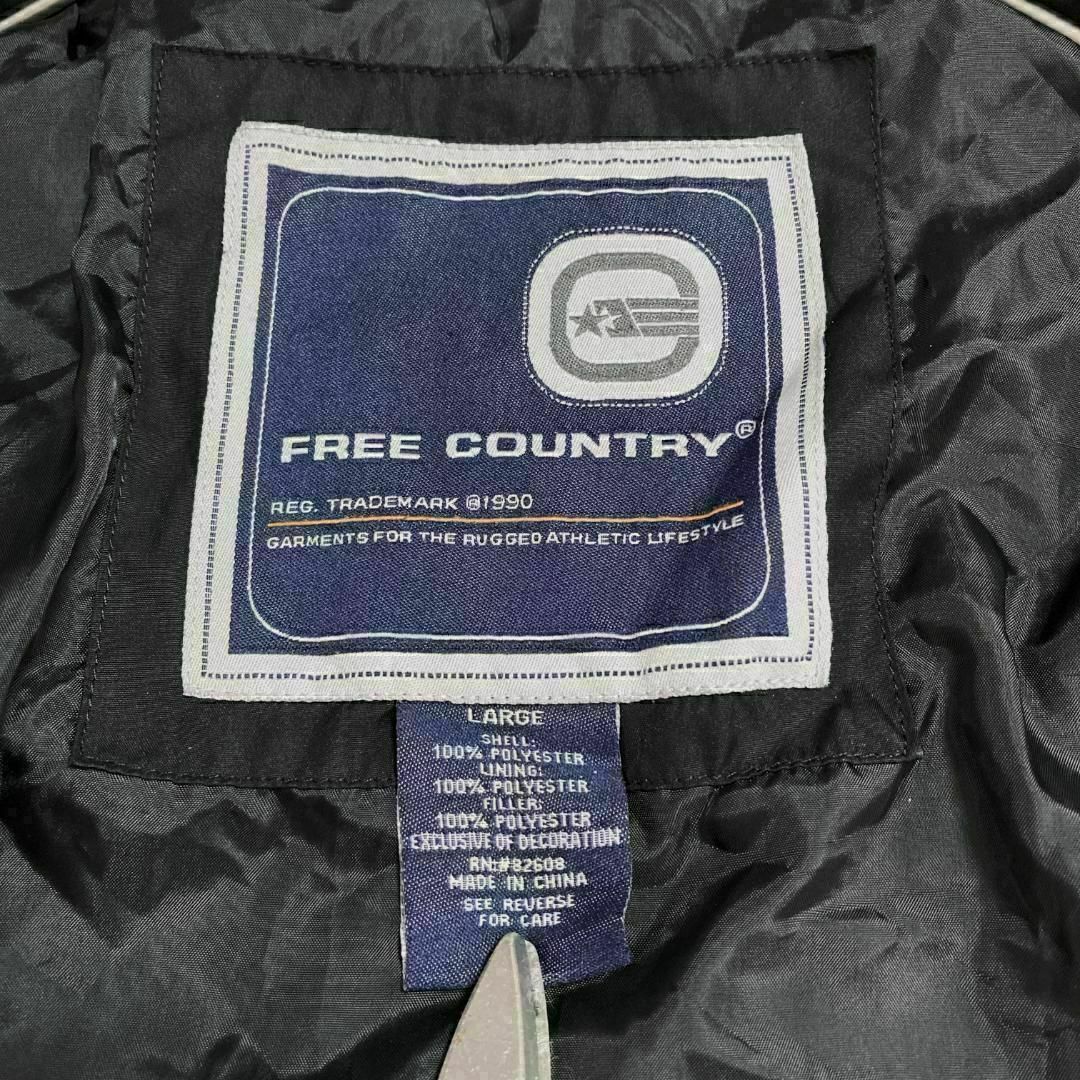 FREE COUNTRY®
REG. TRADEMARK ®1990
GARMENTS FOR THE RUGGED ATHLETIC LIFESTYLE
LARGE
SHELL:
100% POLYESTER
LINING:
100% POLYESTER
FILLER:
100% POLYESTER
EXCLUSIVE OF DECORATION
RN:#82608
MADE IN CHINA
SEE REVERSE
FOR CARE